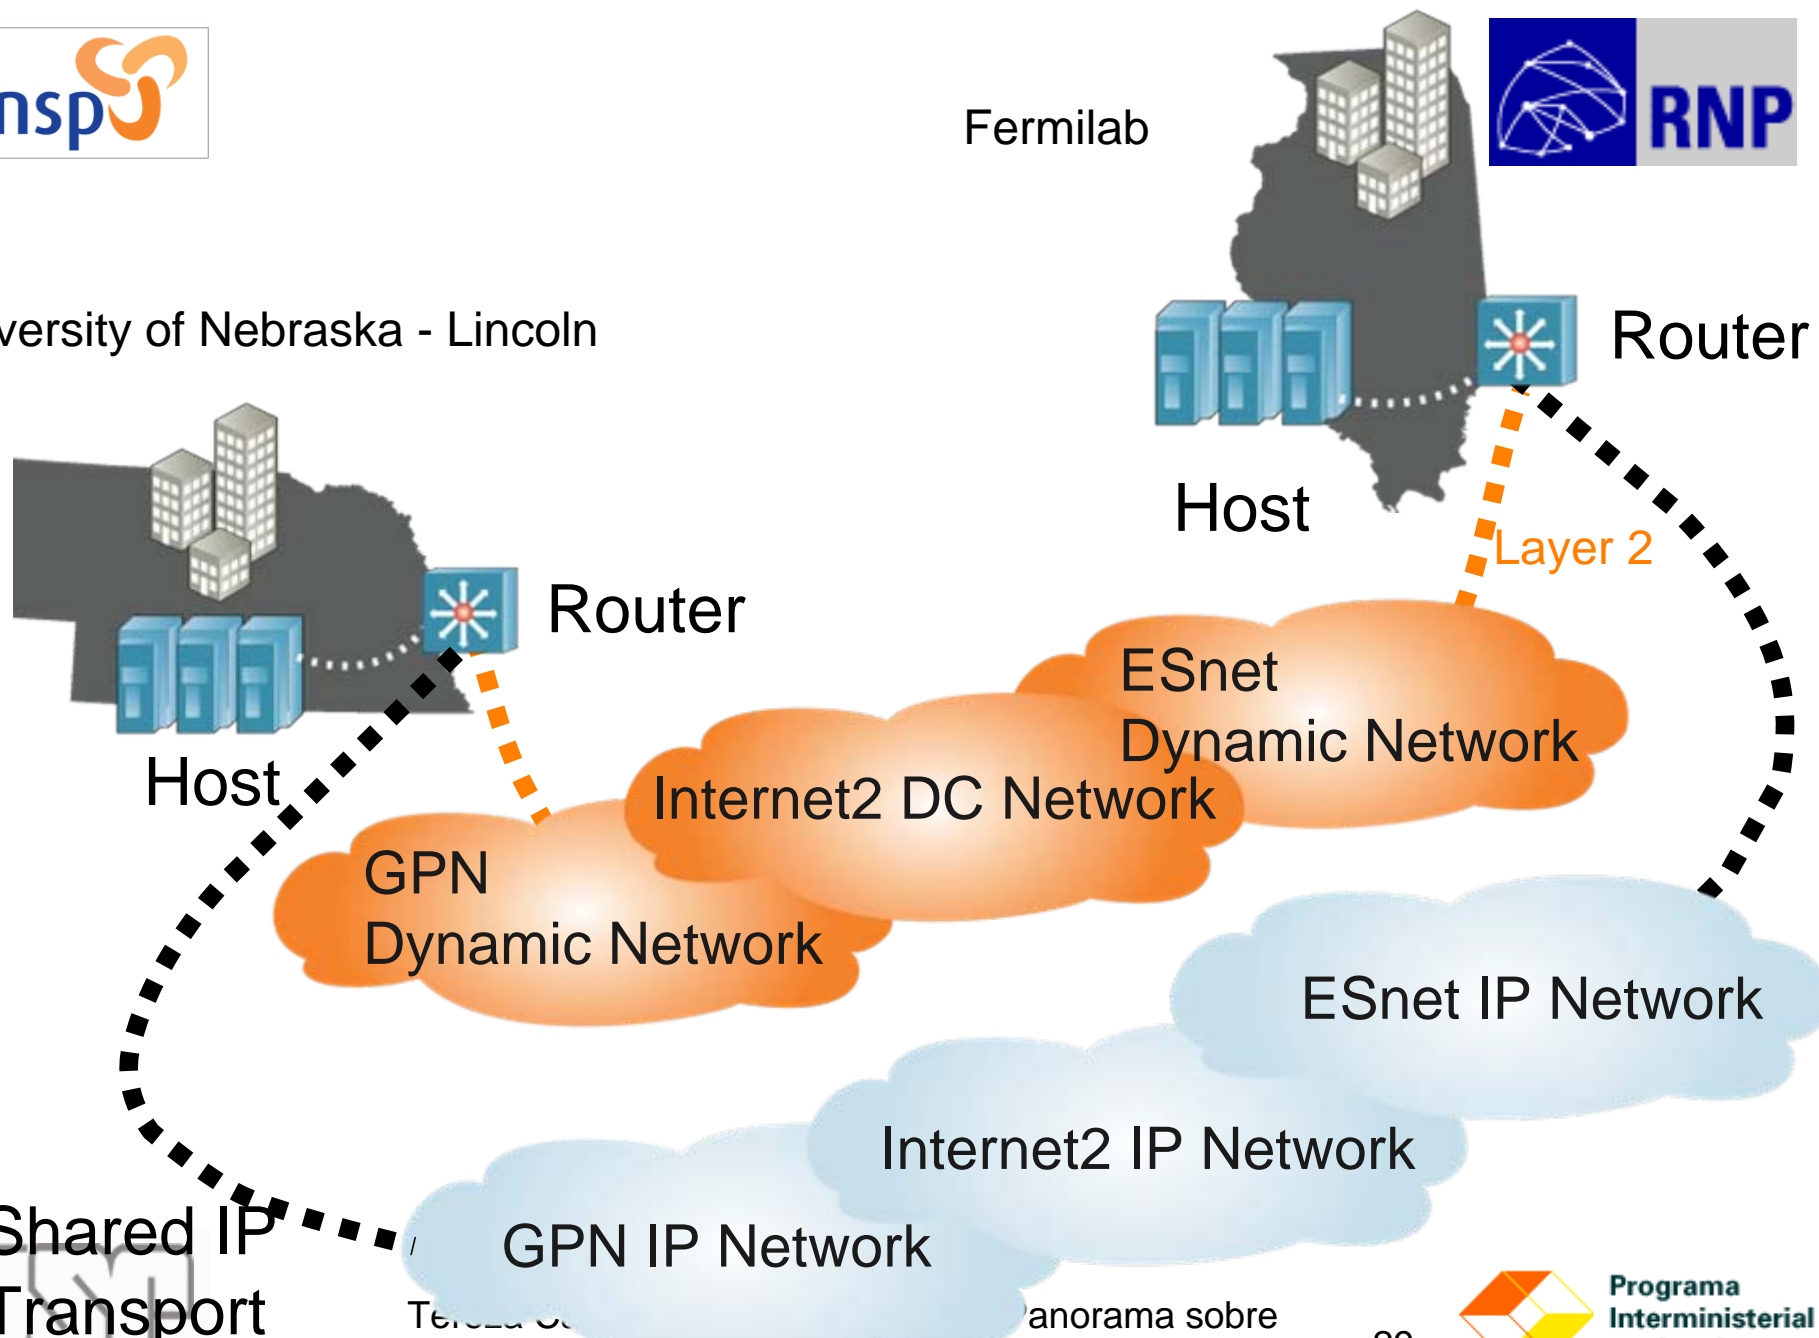 nsp
Fermilab
RNP
versity of Nebraska - Lincoln
Router
Host
Layer 2
Router
Host
ESnet
Dynamic Network
Internet2 DC Network
GPN
Dynamic Network
ESnet IP Network
Internet2 IP Network
GPN IP Network
Shared IP
Transport
/
Tereza
anorama sobre
Programa
Interministerial